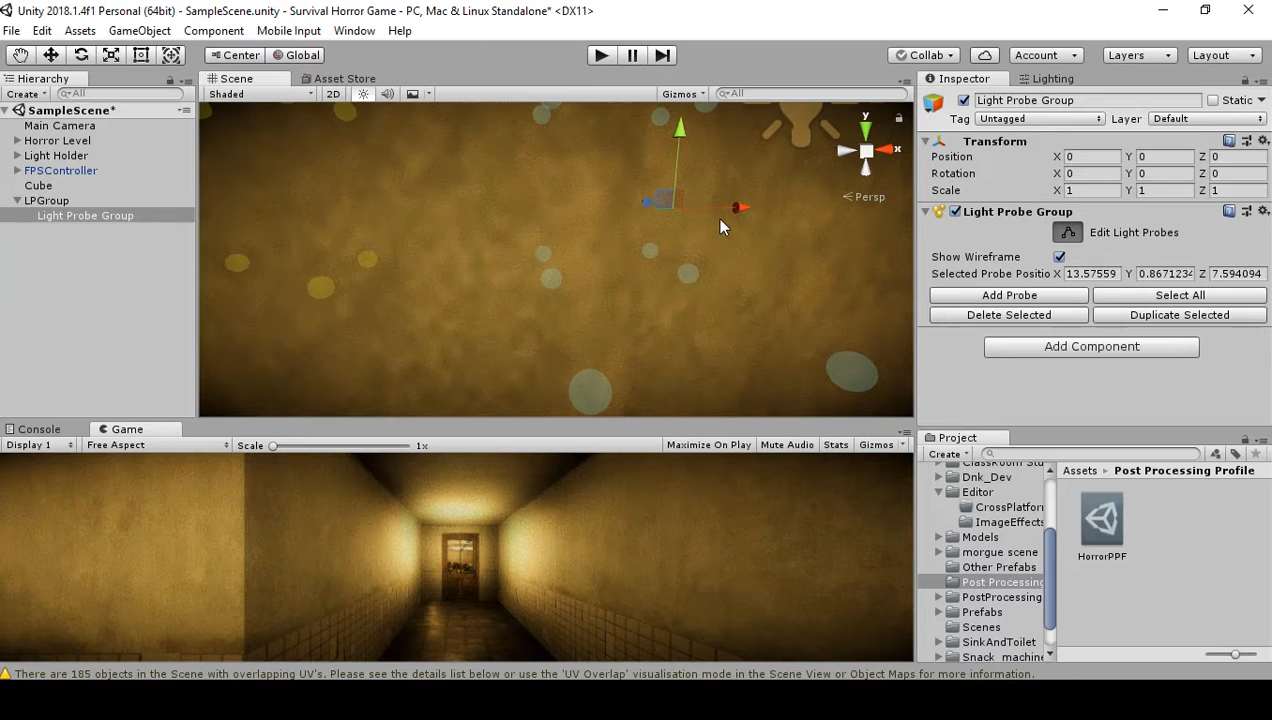 Unity 2018.1.4f1 Personal (64bit) - SampleScene.unity - Survival Horror Game - PC, Mac & Linux Standalone* <DX11>
File Edit Assets GameObject Component Mobile Input Window Help
Center Global Collab Account Layers Layout
Hierarchy Scene Asset Store Inspector Lighting
Create All Shaded 2D Gizmos All
SampleScene*
Main Camera
Horror Level
Light Holder
FPSController
Cube
LPGroup
Light Probe Group
y
x
Persp
Light Probe Group Static
Tag Untagged Layer Default
Transform
Position X 0 Y 0 Z 0
Rotation X 0 Y 0 Z 0
Scale X 1 Y 1 Z 1
Light Probe Group
Edit Light Probes
Show Wireframe
Selected Probe Positio X 13.57559 Y 0.8671234 Z 7.594094
Add Probe Select All
Delete Selected Duplicate Selected
Add Component
Console Game
Display 1 Free Aspect Scale 1x Maximize On Play Mute Audio Stats Gizmos
Project
Create
Assets Post Processing Profile
Dnk_Dev
Editor
CrossPlatfor
ImageEffects
Models
morgue scene
Other Prefabs
Post Processing
PostProcessing
Prefabs
Scenes
SinkAndToilet
Snack_machine
HorrorPPF
There are 185 objects in the Scene with overlapping UV's. Please see the details list below or use the 'UV Overlap' visualisation mode in the Scene View or Object Maps for more information.